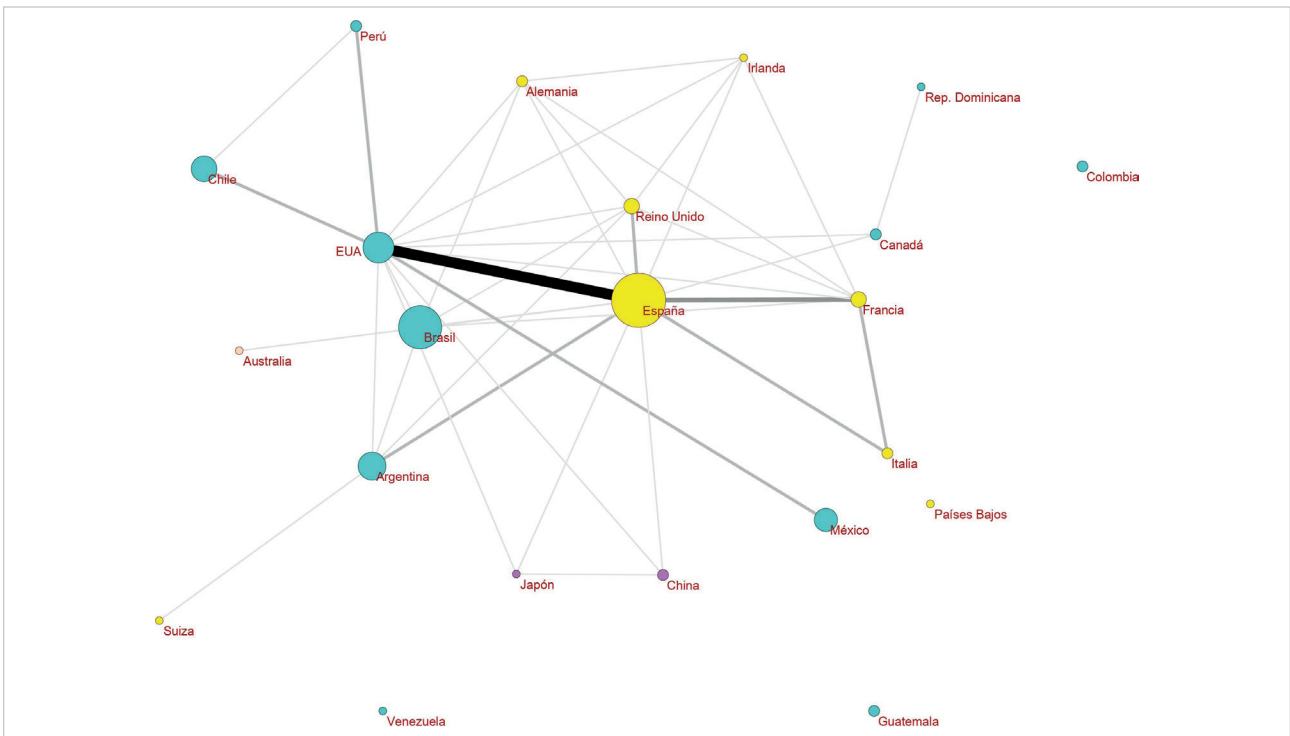 Perú
Irlanda
Alemania
Rep. Dominicana
Colombia
Chile
Reino Unido
Canadá
EUA
España
Francia
Brasil
Australia
Italia
Argentina
Países Bajos
México
Japón
China
Suiza
Venezuela
Guatemala